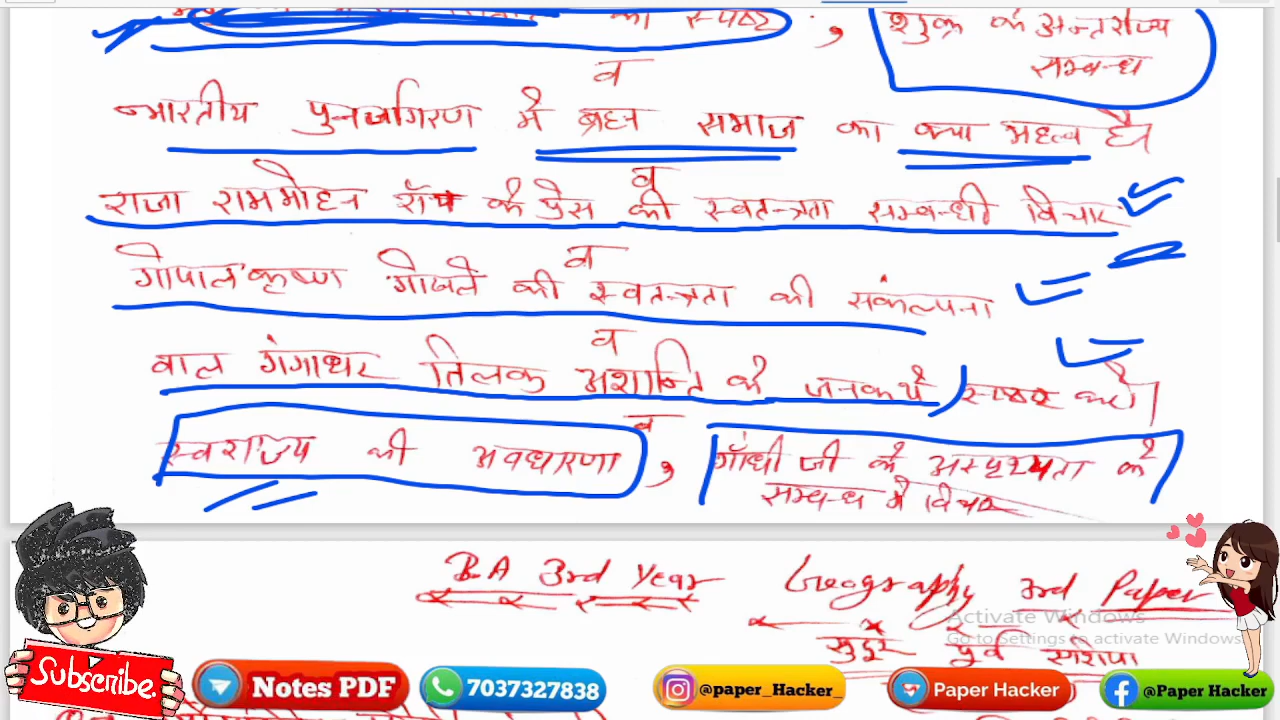 का स्पष्ट , शुक्र के अन्तर्राज्य
सम्बन्ध
व
भारतीय पुनर्जागरण में ब्रह्म समाज का क्या महत्व है।
व
राजा राममोहन रॉय के प्रेस की स्वतन्त्रता सम्बन्धी विचार
व
गोपाल कृष्ण गोखले की स्वतन्त्रता की संकल्पना
व
बाल गंगाधर तिलक अशान्ति के जनक थे स्पष्ट करो।
व
स्वराज्य की अवधारणा , गाँधी जी के अस्पृश्यता के
सम्बन्ध में विचार
B.A 3rd Year Geography 3rd Paper
सुदूर पूर्व एशिया
Activate Windows
Go to Settings to activate Windows.
Subscribe.
Notes PDF
7037327838
@paper_Hacker_
Paper Hacker
@Paper Hacker